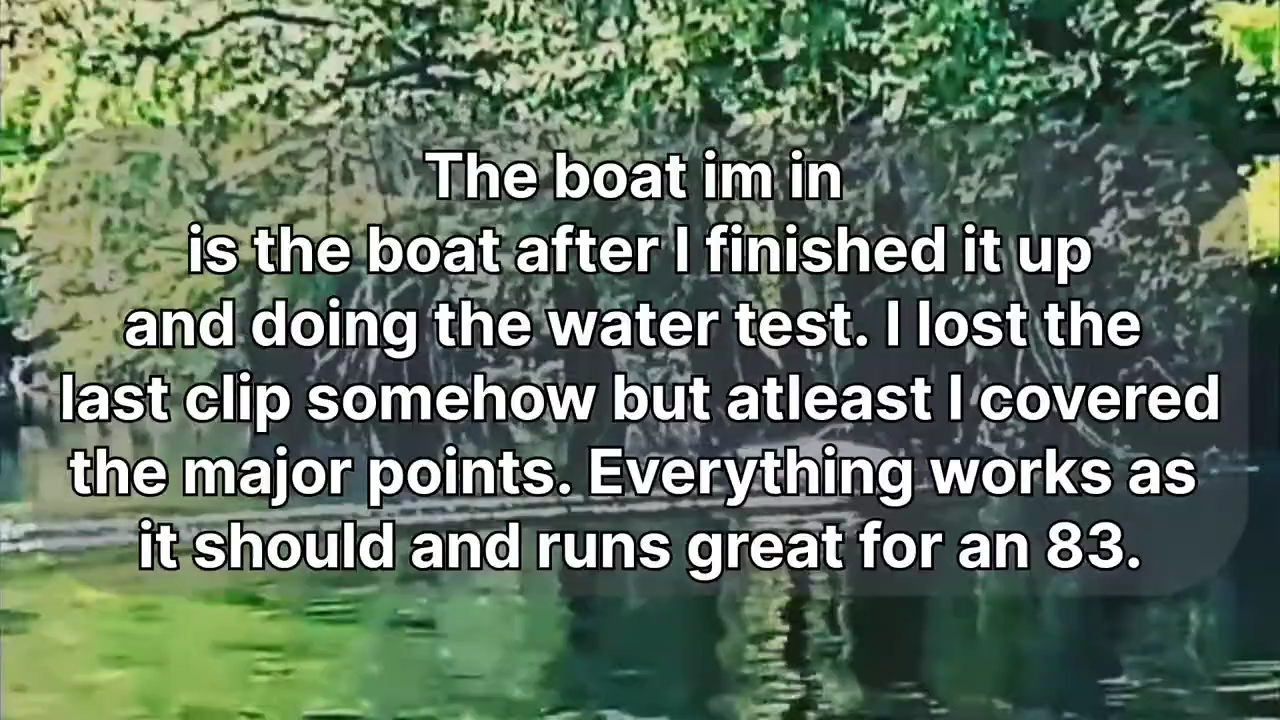 The boat im in
is the boat after I finished it up
and doing the water test. I lost the
last clip somehow but atleast I covered
the major points. Everything works as
it should and runs great for an 83.